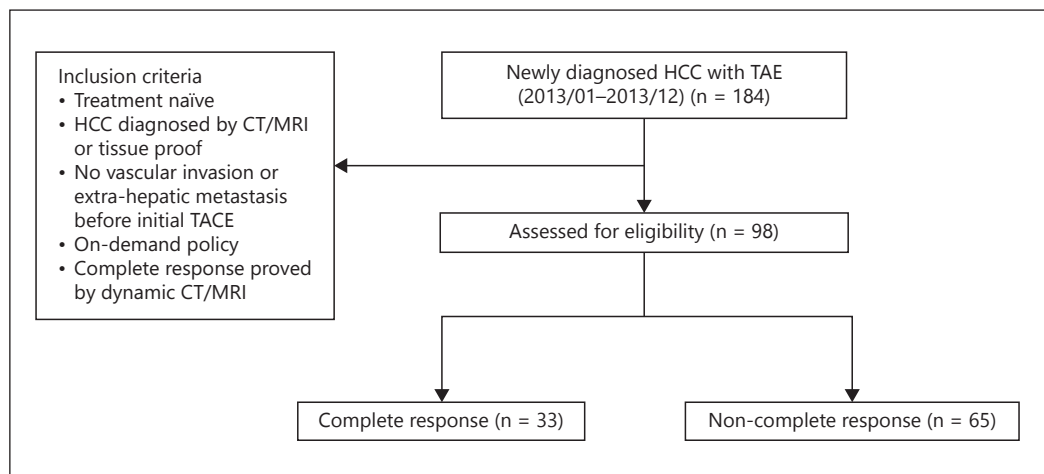 Inclusion criteria
• Treatment naïve
• HCC diagnosed by CT/MRI
or tissue proof
• No vascular invasion or
extra-hepatic metastasis
before initial TACE
• On-demand policy
• Complete response proved
by dynamic CT/MRI
Newly diagnosed HCC with TAE
(2013/01–2013/12) (n = 184)
Assessed for eligibility (n = 98)
Complete response (n = 33)
Non-complete response (n = 65)